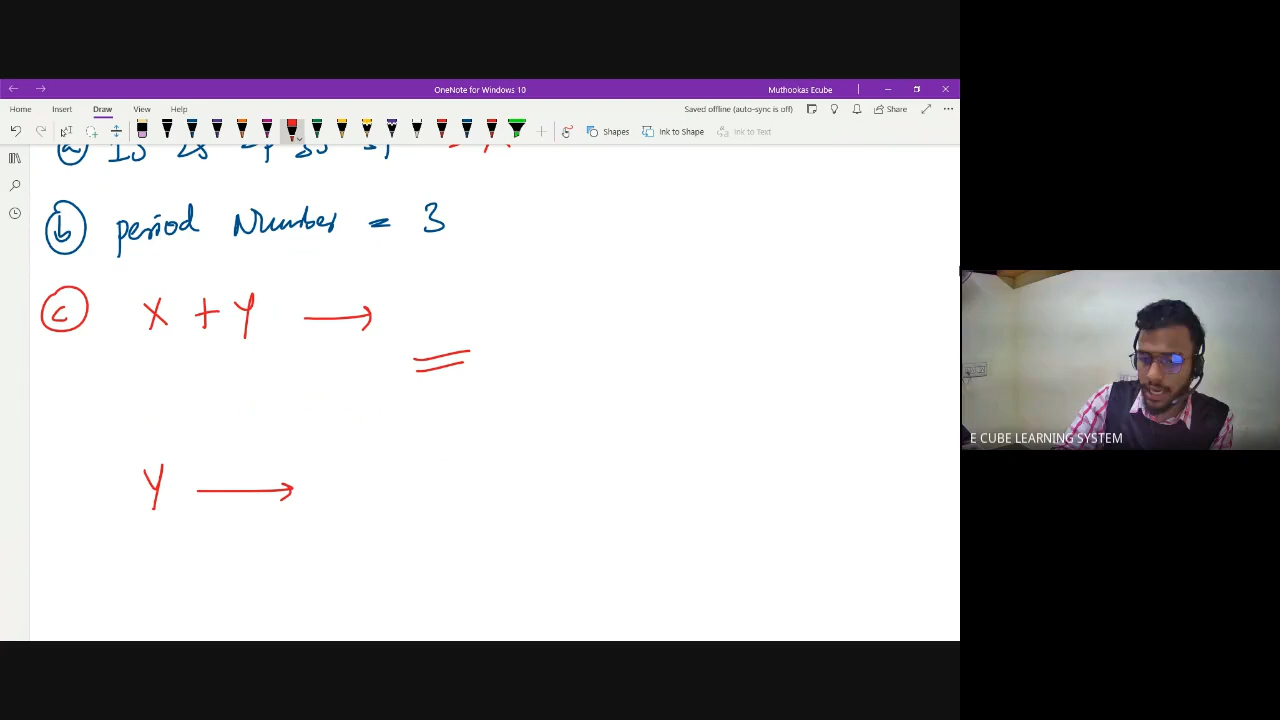 OneNote for Windows 10
Muthookas Ecube
Home Insert Draw View Help
Saved offline (auto-sync is off)
Share
Shapes
Ink to Shape
Ink to Text
b period Number = 3
c X + Y →
Y →
E CUBE LEARNING SYSTEM